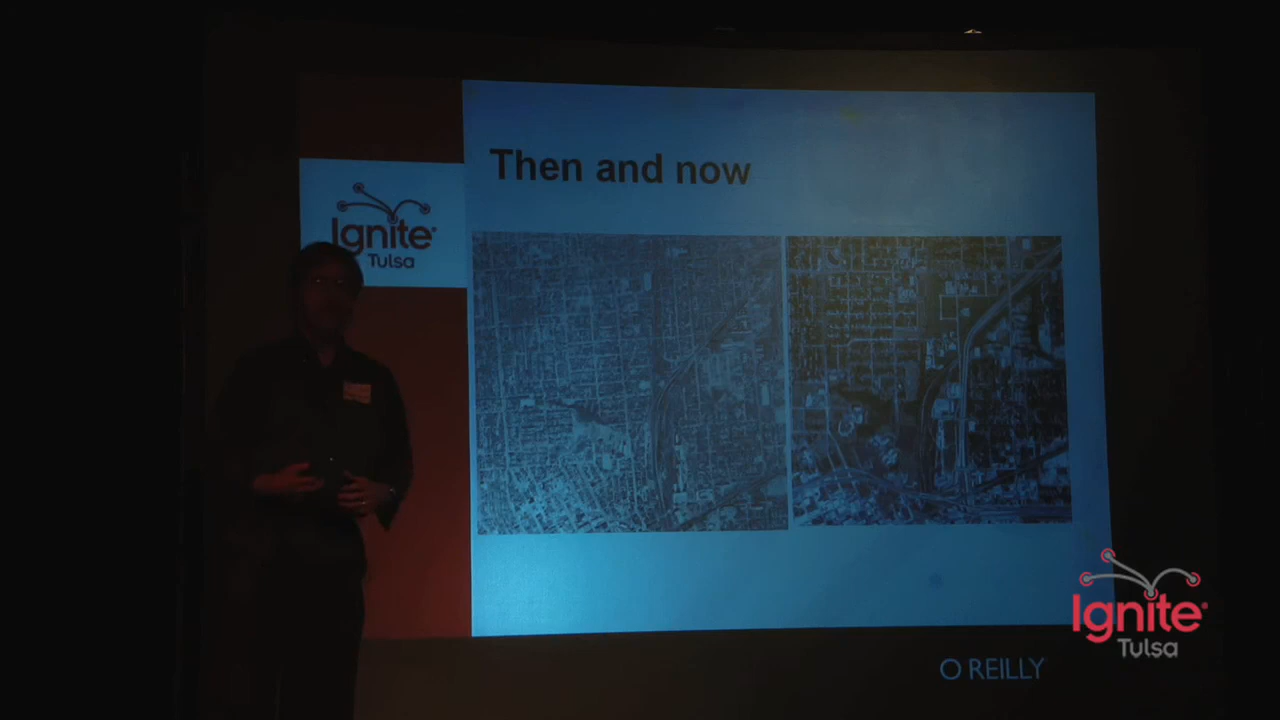 Then and now
Ignite
Tulsa
Ignite
Tulsa
O REILLY